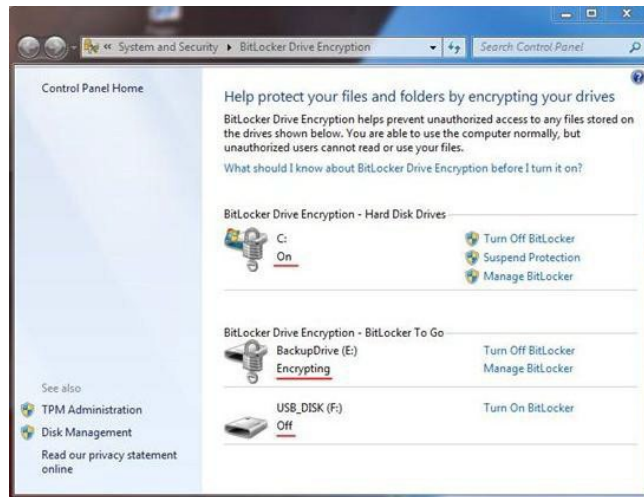 « System and Security ▸ BitLocker Drive Encryption
Search Control Panel
Control Panel Home
Help protect your files and folders by encrypting your drives
BitLocker Drive Encryption helps prevent unauthorized access to any files stored on
the drives shown below. You are able to use the computer normally, but
unauthorized users cannot read or use your files.
What should I know about BitLocker Drive Encryption before I turn it on?
BitLocker Drive Encryption - Hard Disk Drives
C:
On
Turn Off BitLocker
Suspend Protection
Manage BitLocker
BitLocker Drive Encryption - BitLocker To Go
BackupDrive (E:)
Encrypting
Turn Off BitLocker
Manage BitLocker
USB_DISK (F:)
Off
Turn On BitLocker
See also
TPM Administration
Disk Management
Read our privacy statement
online